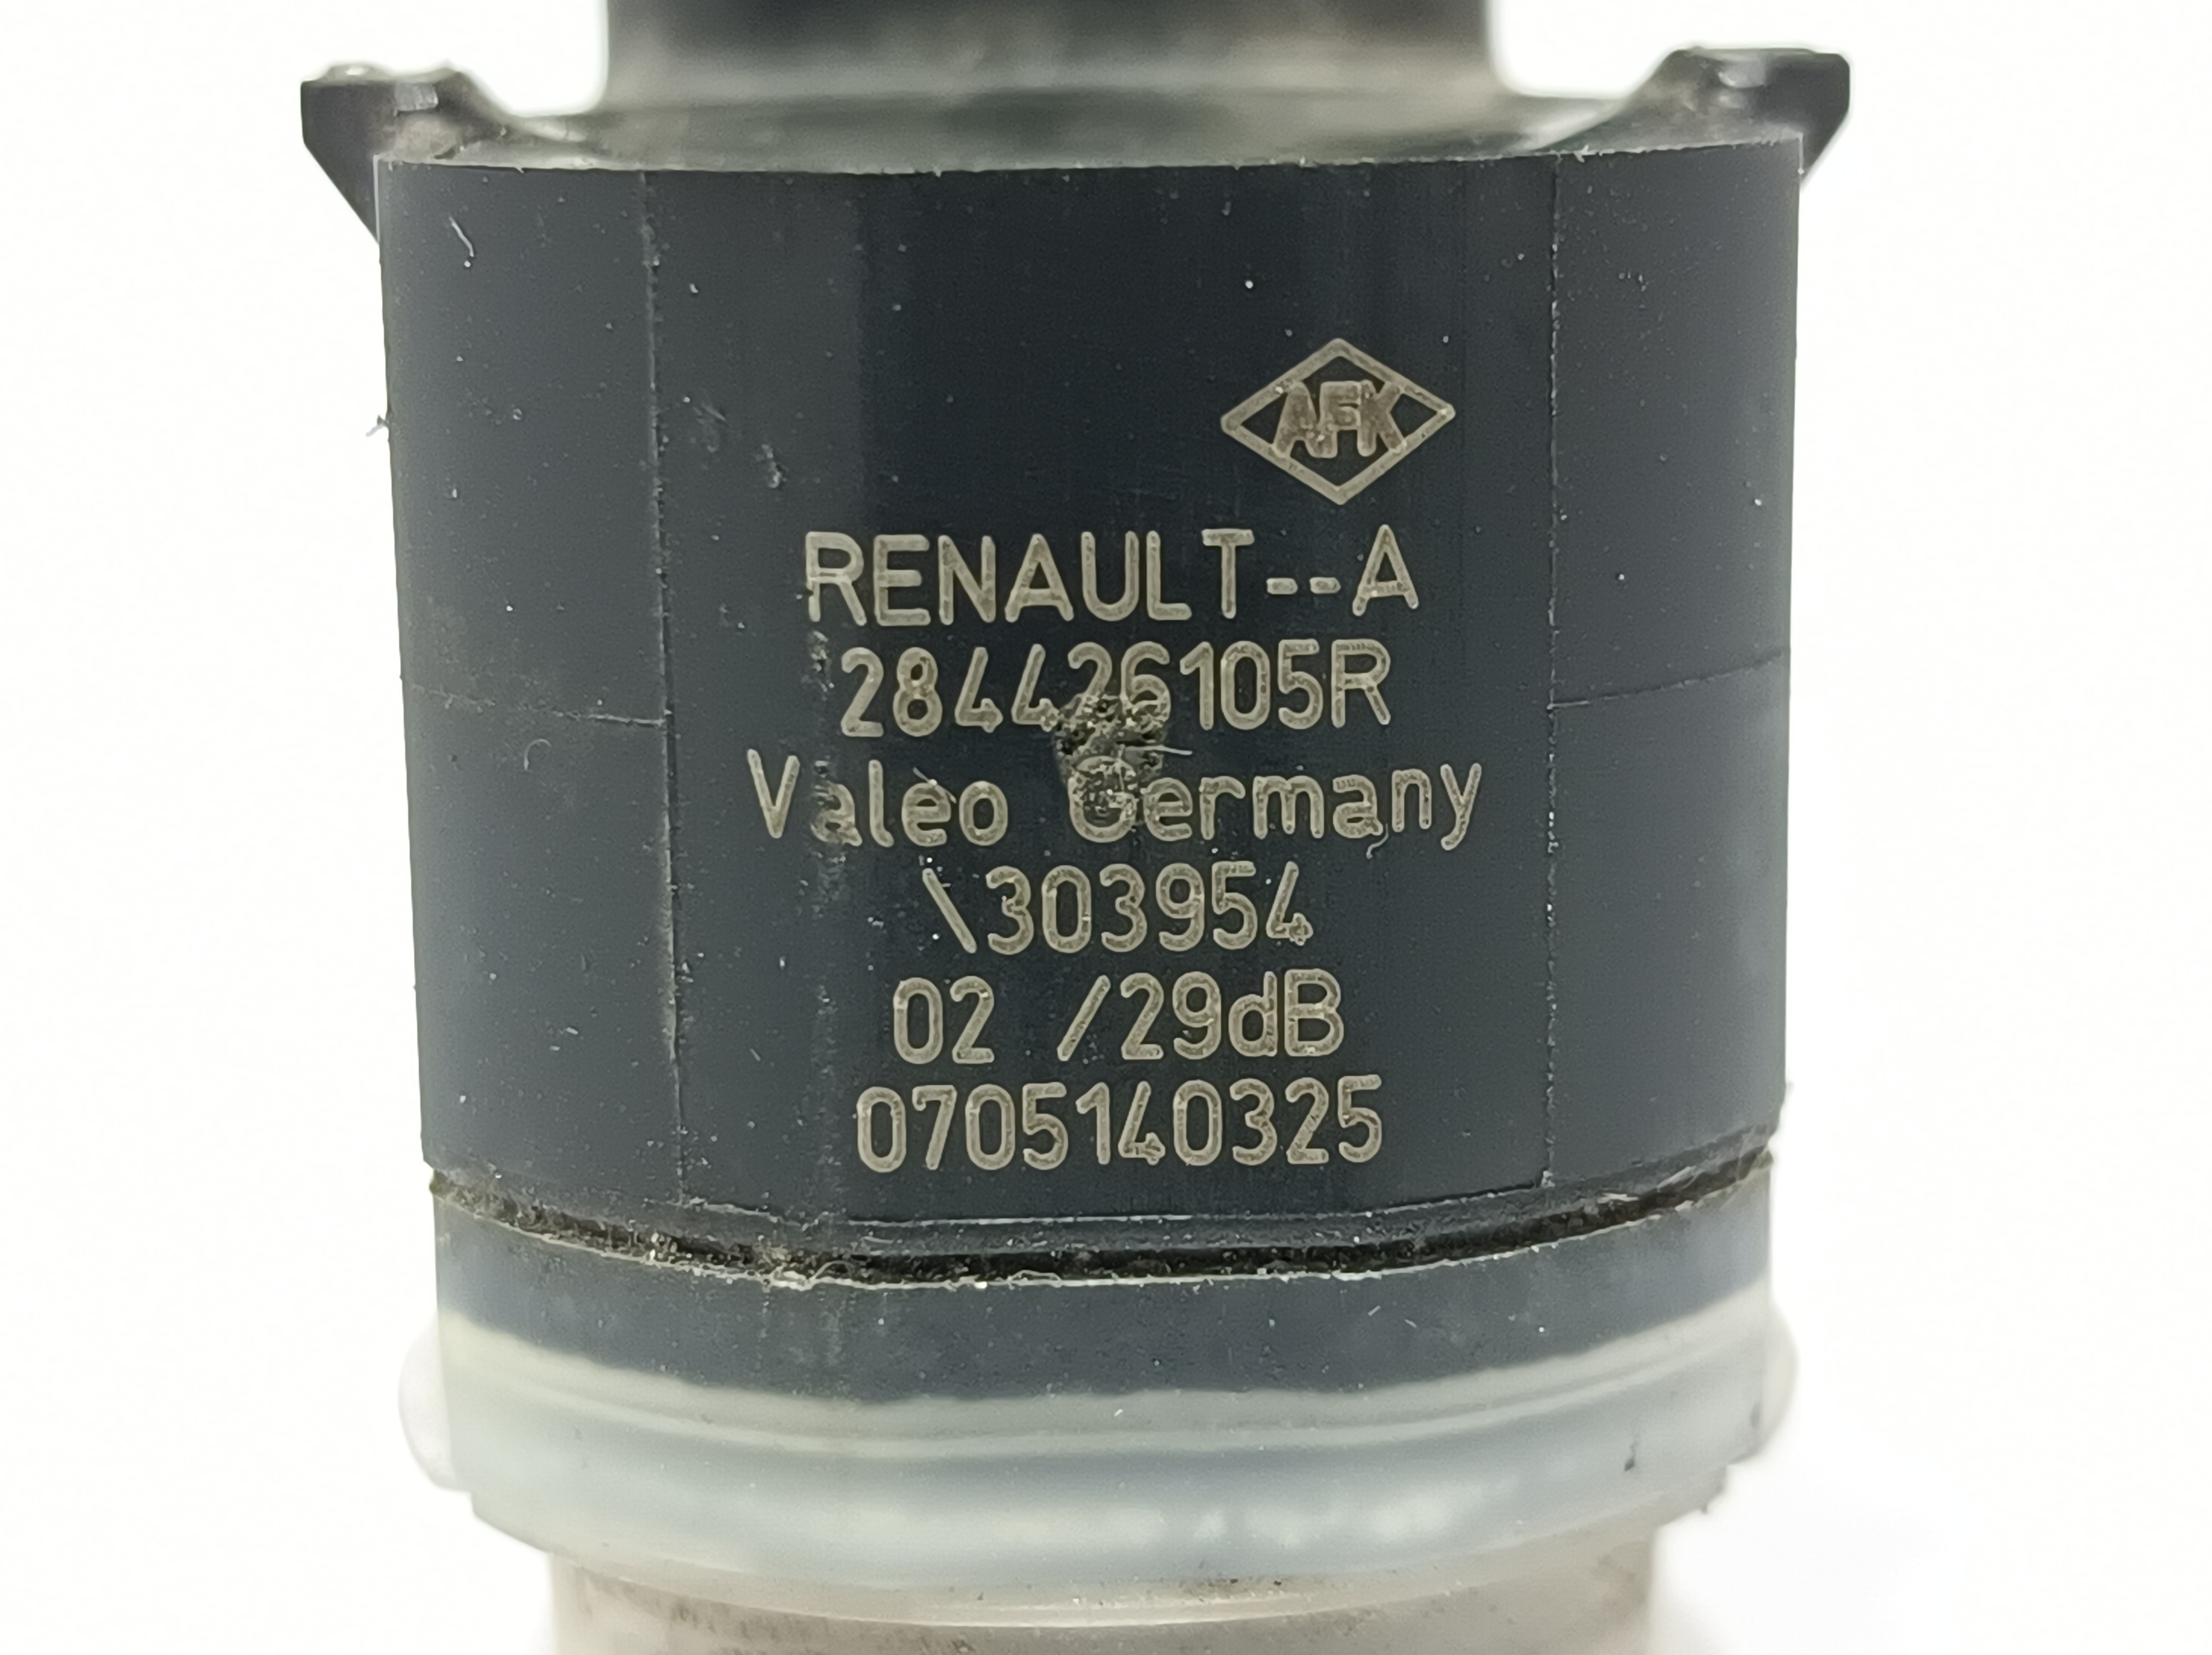 AFK
RENAULT--A
284426105R
Valeo Germany
\303954
02 /29dB
0705140325